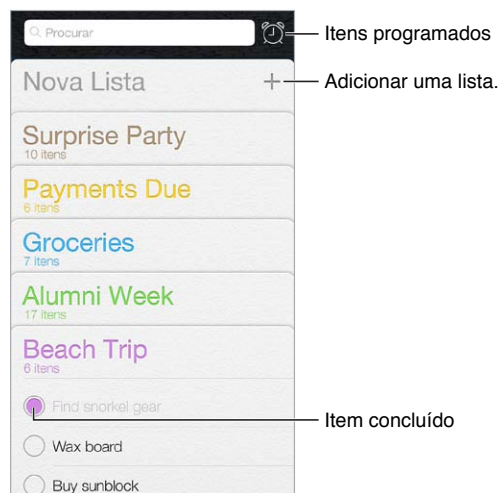 Procurar
Itens programados
Nova Lista
Adicionar uma lista.
Surprise Party
10 itens
Payments Due
6 itens
Groceries
7 itens
Alumni Week
17 itens
Beach Trip
6 itens
Find snorkel gear
Item concluído
Wax board
Buy sunblock